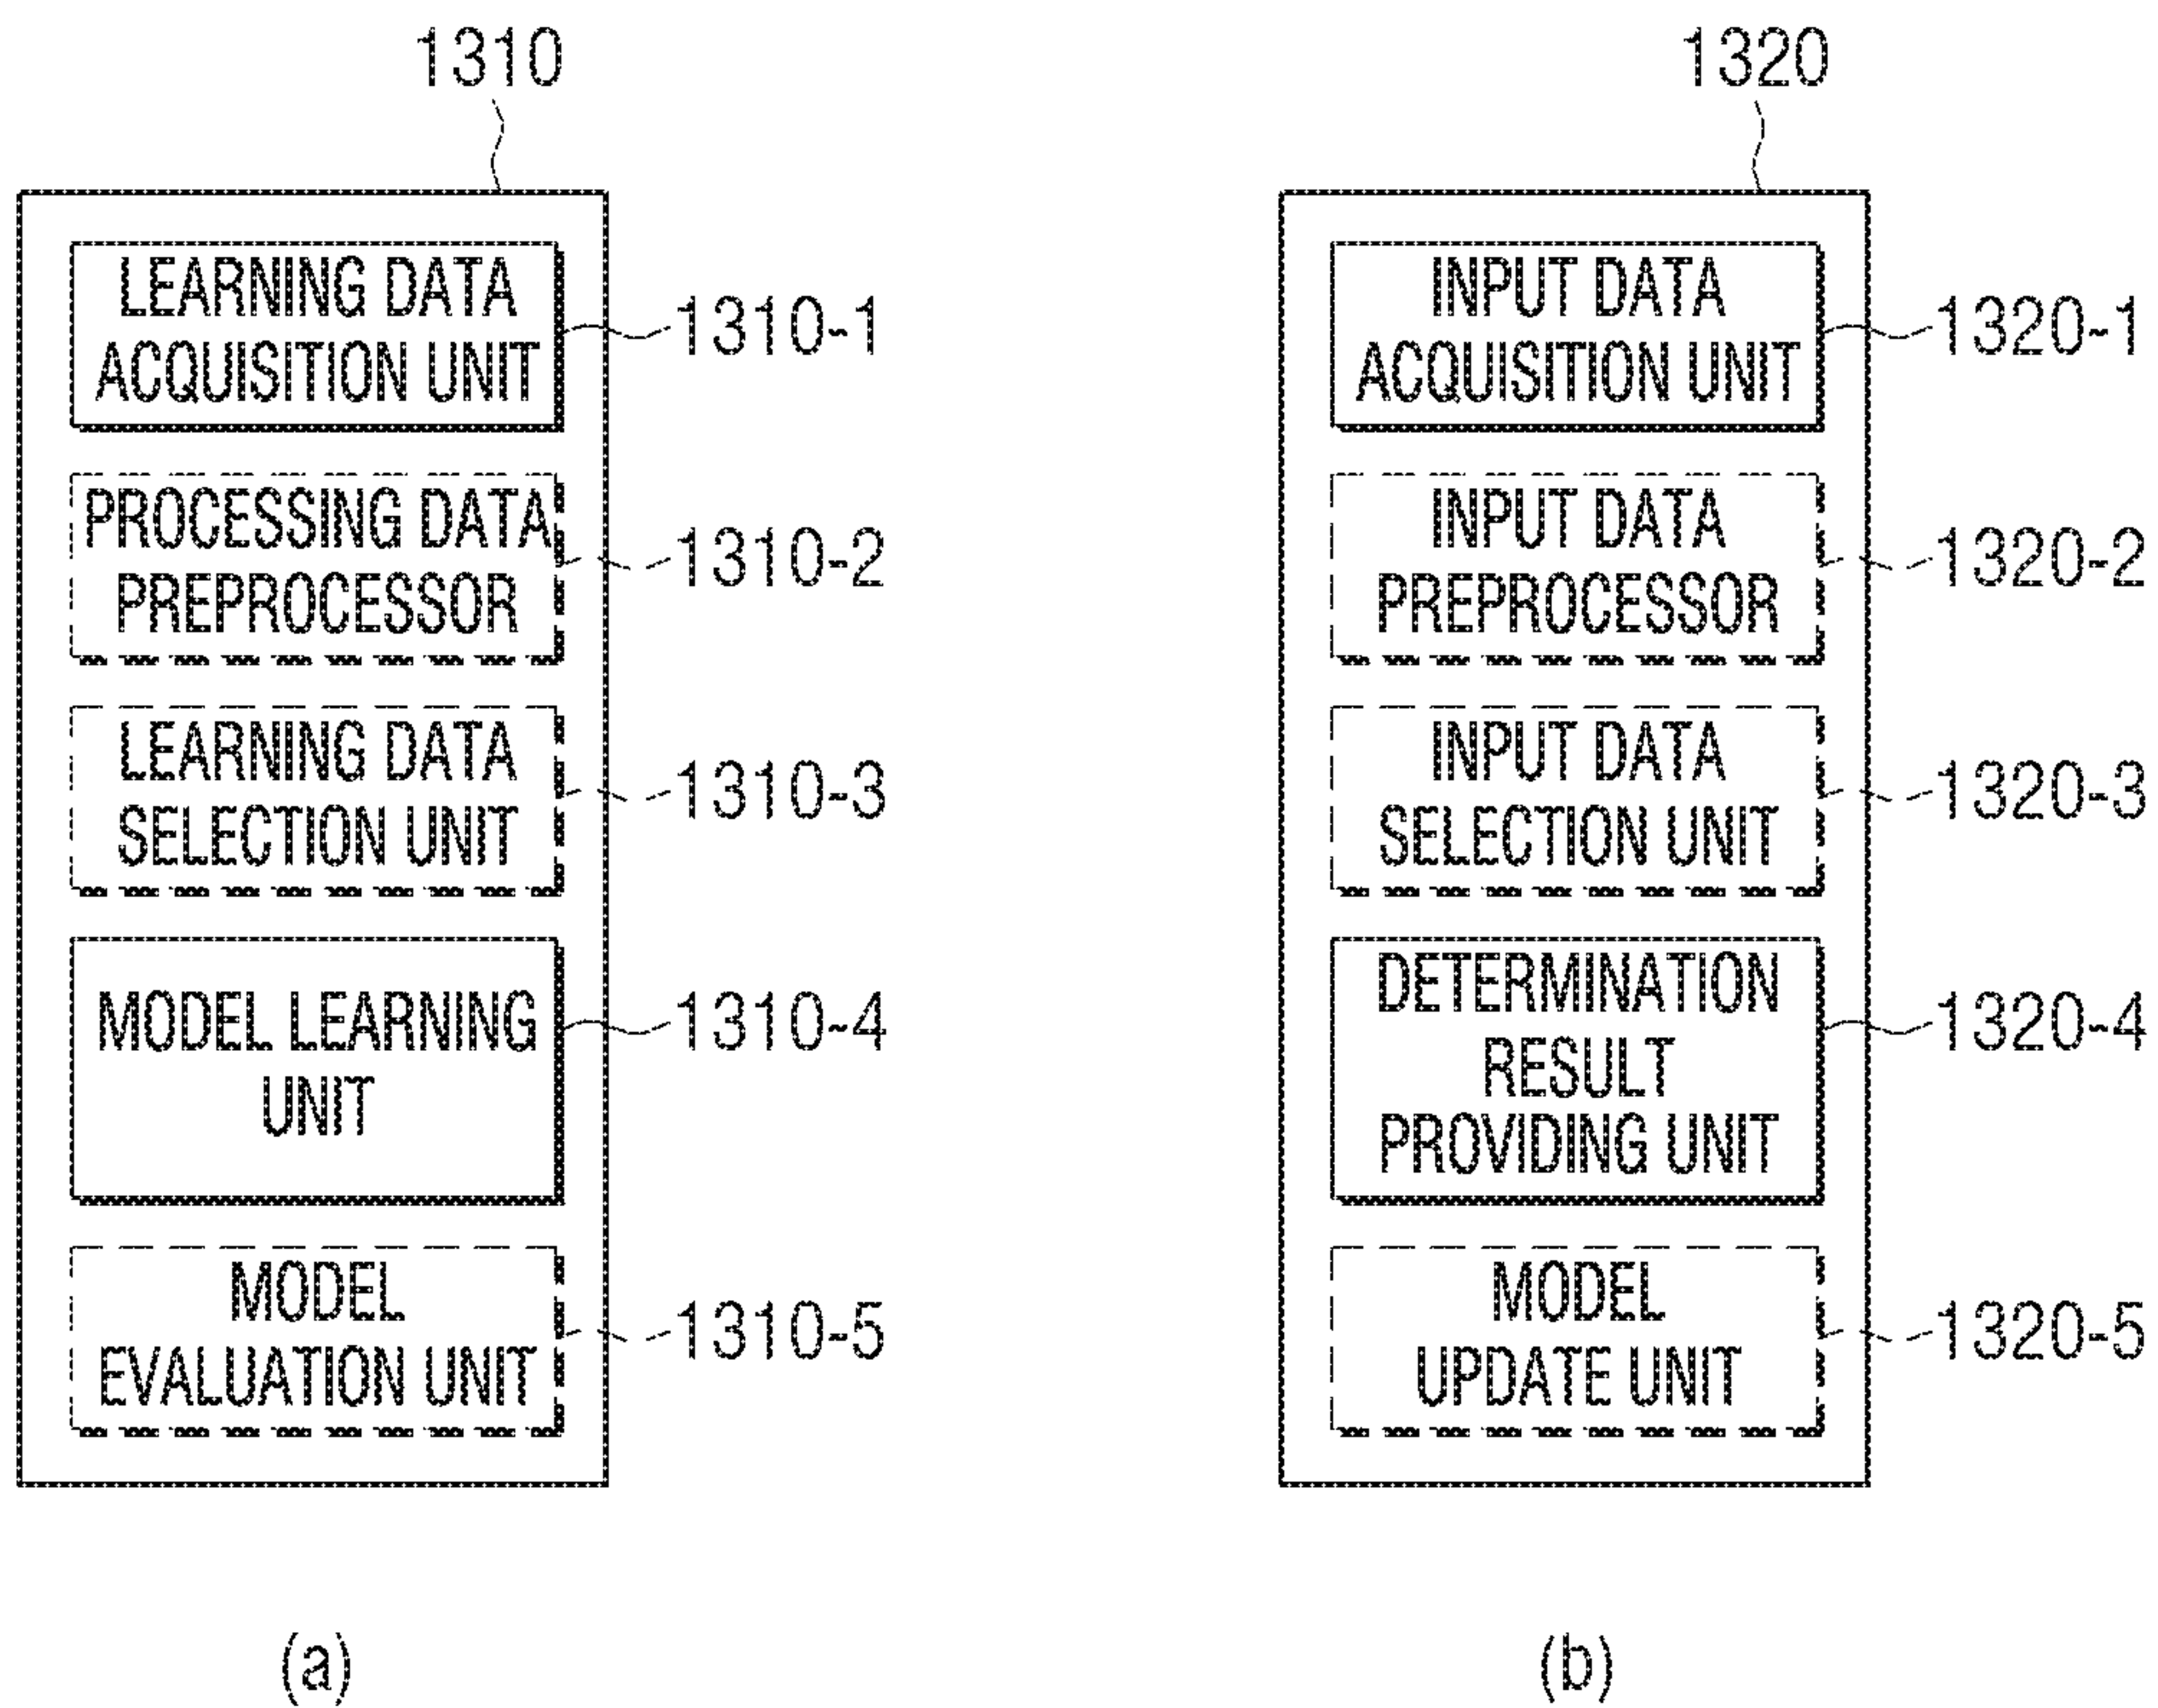 1310
LEARNING DATA
ACQUISITION UNIT
1310-1
PROCESSING DATA
PREPROCESSOR
1310-2
LEARNING DATA
SELECTION UNIT
1310-3
MODEL LEARNING
UNIT
1310-4
MODEL
EVALUATION UNIT
1310-5
(a)
1320
INPUT DATA
ACQUISITION UNIT
1320-1
INPUT DATA
PREPROCESSOR
1320-2
INPUT DATA
SELECTION UNIT
1320-3
DETERMINATION
RESULT
PROVIDING UNIT
1320-4
MODEL
UPDATE UNIT
1320-5
(b)